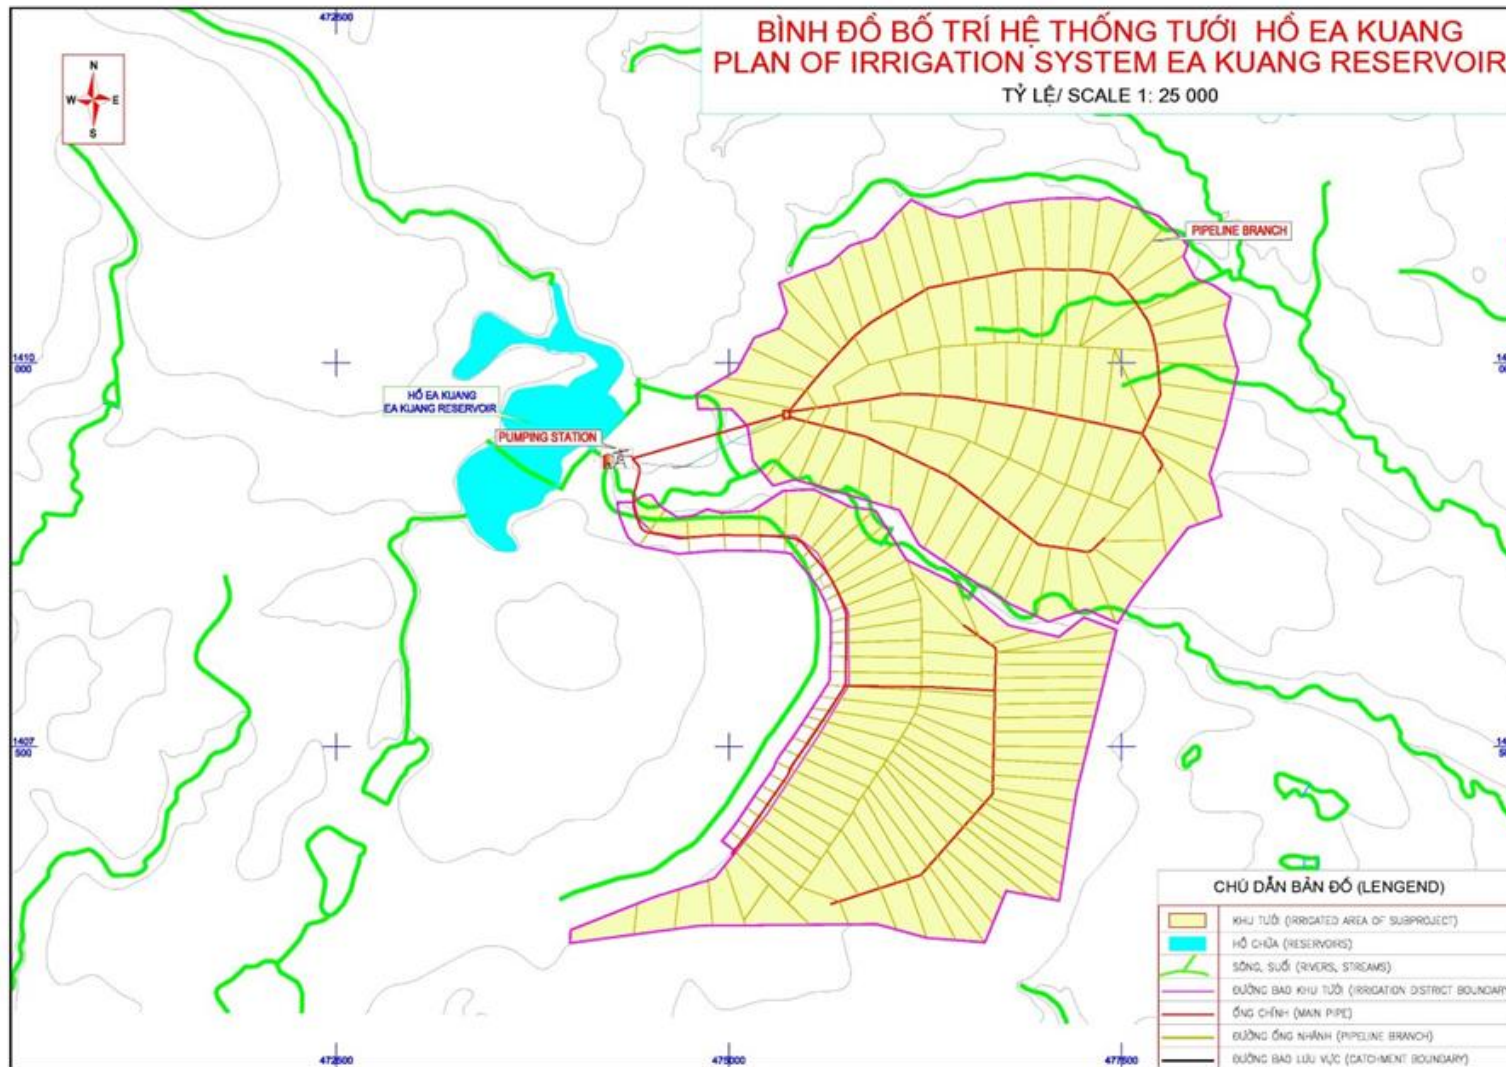 472500
BÌNH ĐỒ BỐ TRÍ HỆ THỐNG TƯỚI HỒ EA KUANG
PLAN OF IRRIGATION SYSTEM EA KUANG RESERVOIR
TỶ LỆ/ SCALE 1: 25 000
N
W E
S
PIPELINE BRANCH
1410
000
HỒ EA KUANG
EA KUANG RESERVOIR
PUMPING STATION
1407
500
CHÚ DẪN BẢN ĐỒ (LENGEND)
KHU TƯỚI (IRRIGATED AREA OF SUBPROJECT)
HỒ CHỨA (RESERVOIRS)
SÔNG, SUỐI (RIVERS, STREAMS)
ĐƯỜNG BAO KHU TƯỚI (IRRIGATION DISTRICT BOUNDARY
ỐNG CHÍNH (MAIN PIPE)
ĐƯỜNG ỐNG NHÁNH (PIPELINE BRANCH)
ĐƯỜNG BAO LƯU VỰC (CATCHMENT BOUNDARY)
472500
475000
477500